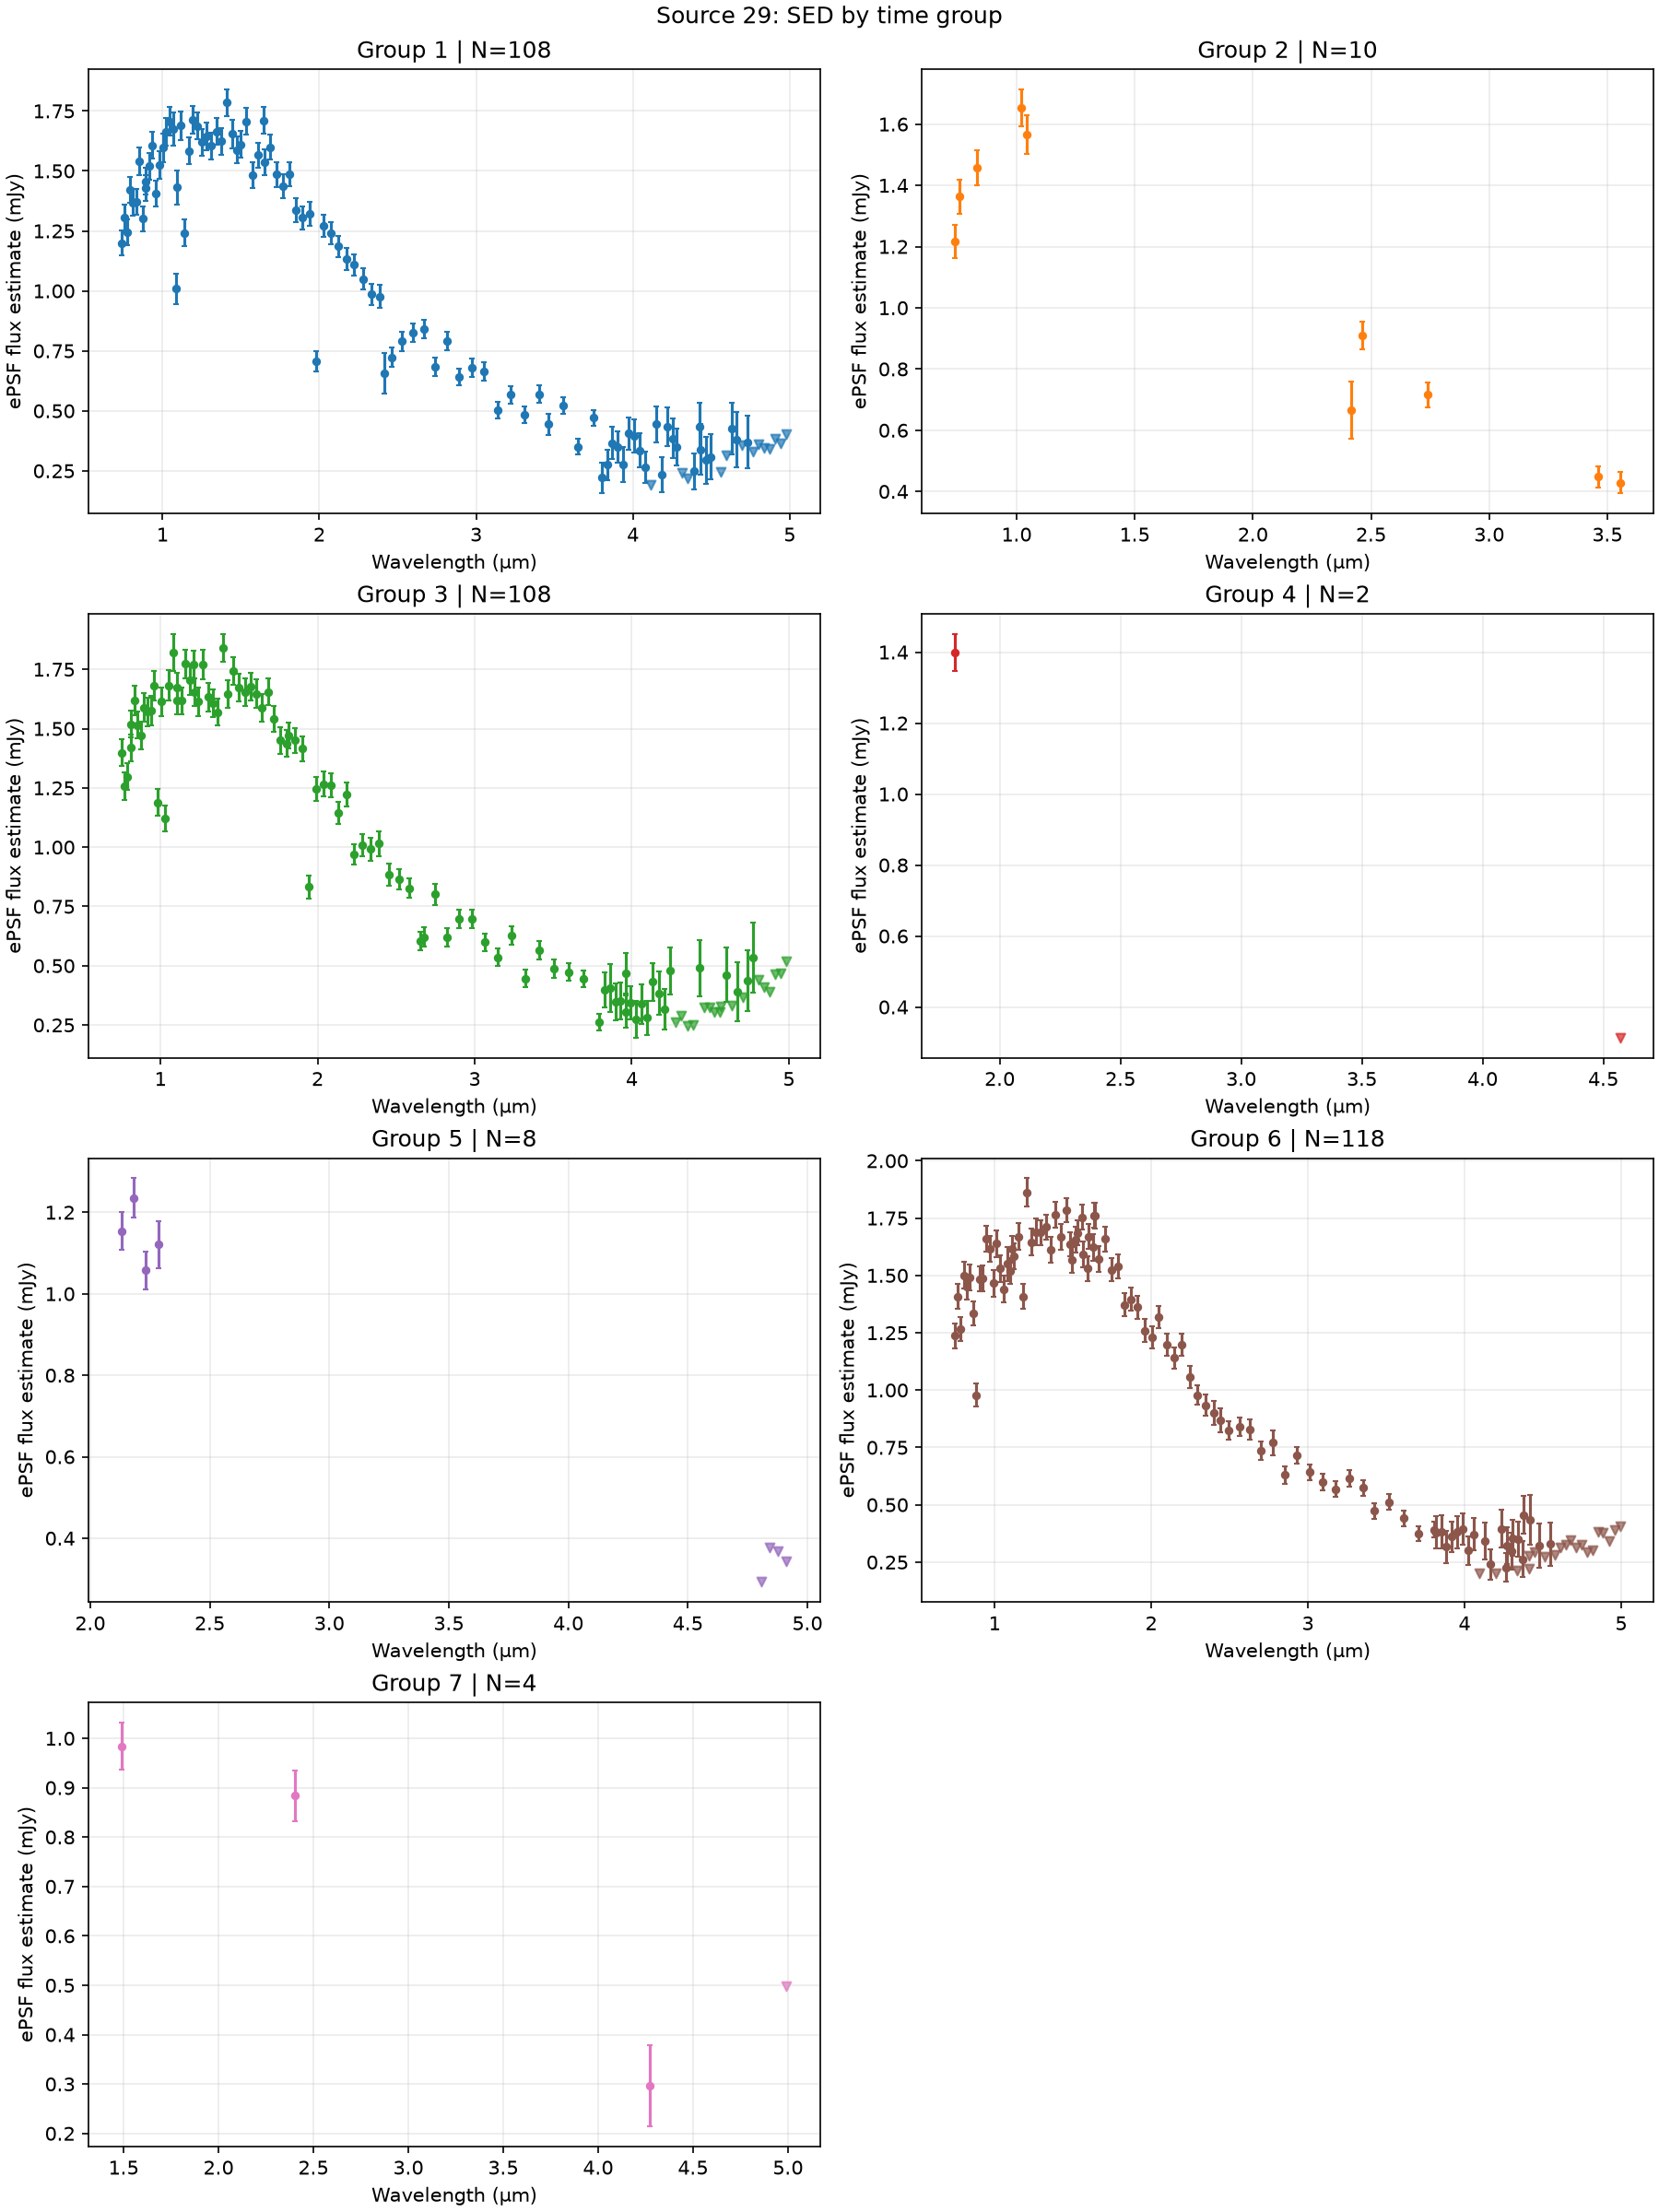 Source 29: SED by time group
Group 1 | N=108
ePSF flux estimate (mJy)
1.75
1.50
1.25
1.00
0.75
0.50
0.25
1 2 3 4 5
Wavelength (µm)
Group 2 | N=10
ePSF flux estimate (mJy)
1.6
1.4
1.2
1.0
0.8
0.6
0.4
1.0 1.5 2.0 2.5 3.0 3.5
Wavelength (µm)
Group 3 | N=108
ePSF flux estimate (mJy)
1.75
1.50
1.25
1.00
0.75
0.50
0.25
1 2 3 4 5
Wavelength (µm)
Group 4 | N=2
ePSF flux estimate (mJy)
1.4
1.2
1.0
0.8
0.6
0.4
2.0 2.5 3.0 3.5 4.0 4.5
Wavelength (µm)
Group 5 | N=8
ePSF flux estimate (mJy)
1.2
1.0
0.8
0.6
0.4
2.0 2.5 3.0 3.5 4.0 4.5 5.0
Wavelength (µm)
Group 6 | N=118
ePSF flux estimate (mJy)
2.00
1.75
1.50
1.25
1.00
0.75
0.50
0.25
1 2 3 4 5
Wavelength (µm)
Group 7 | N=4
ePSF flux estimate (mJy)
1.0
0.9
0.8
0.7
0.6
0.5
0.4
0.3
0.2
1.5 2.0 2.5 3.0 3.5 4.0 4.5 5.0
Wavelength (µm)